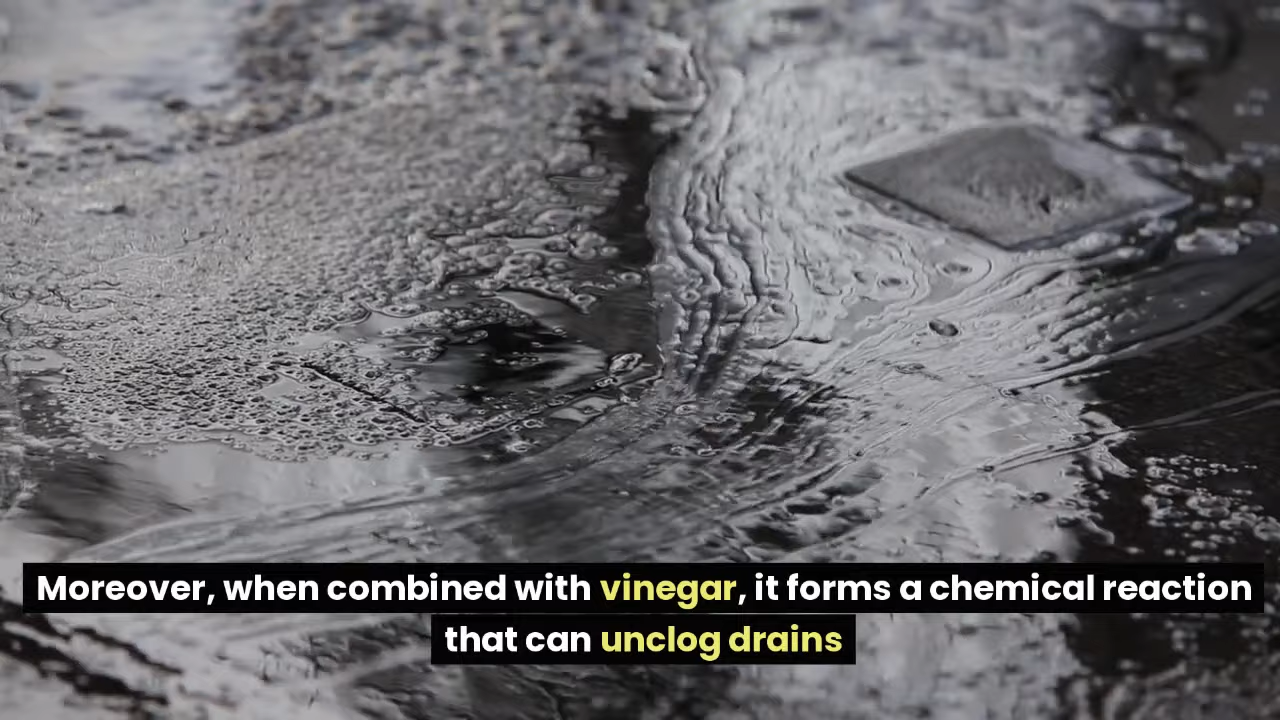 Moreover, when combined with vinegar, it forms a chemical reaction
that can unclog drains